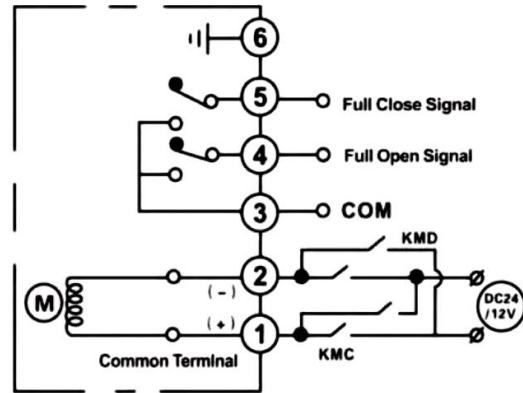 6
5 Full Close Signal
4 Full Open Signal
3 COM
KMD
2
(-)
M
DC24
/12V
(+)
1
Common Terminal KMC